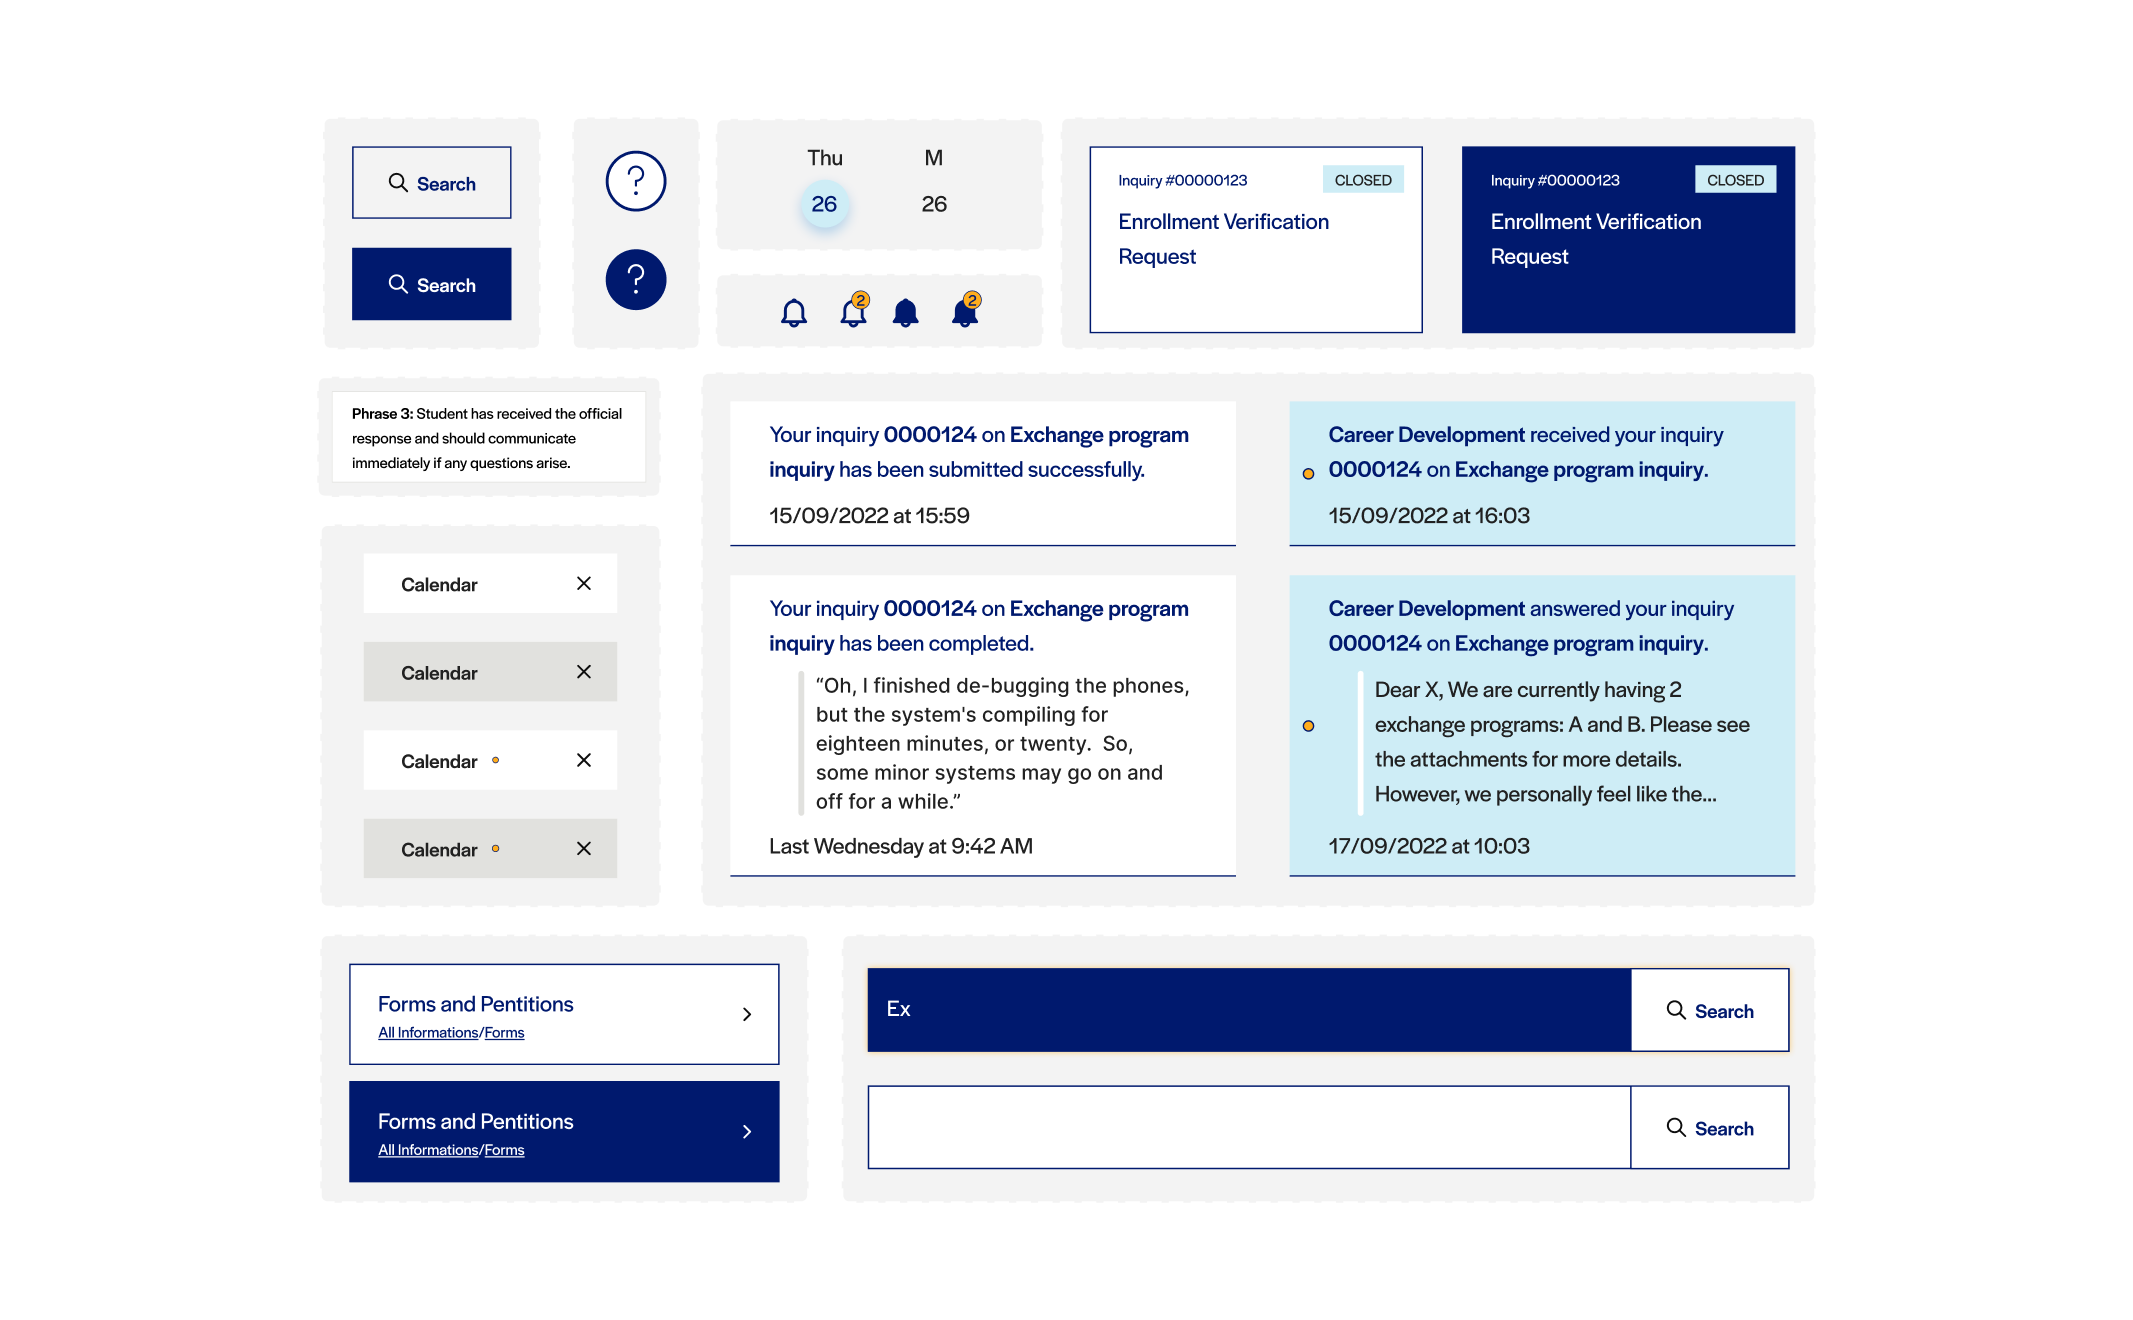 Search
Search
?
?
Thu
M
26
26
2
2
Inquiry #00000123
CLOSED
Enrollment Verification
Request
Inquiry #00000123
CLOSED
Enrollment Verification
Request
Phrase 3: Student has received the official
response and should communicate
immediately if any questions arise.
Calendar
Calendar
Calendar
Calendar
Your inquiry 0000124 on Exchange program
inquiry has been submitted successfully.
15/09/2022 at 15:59
Career Development received your inquiry
0000124 on Exchange program inquiry.
15/09/2022 at 16:03
Your inquiry 0000124 on Exchange program
inquiry has been completed.
“Oh, I finished de-bugging the phones,
but the system's compiling for
eighteen minutes, or twenty.  So,
some minor systems may go on and
off for a while.”
Last Wednesday at 9:42 AM
Career Development answered your inquiry
0000124 on Exchange program inquiry.
Dear X, We are currently having 2
exchange programs: A and B. Please see
the attachments for more details.
However, we personally feel like the...
17/09/2022 at 10:03
Forms and Pentitions
All Informations/Forms
Forms and Pentitions
All Informations/Forms
Ex
Search
Search